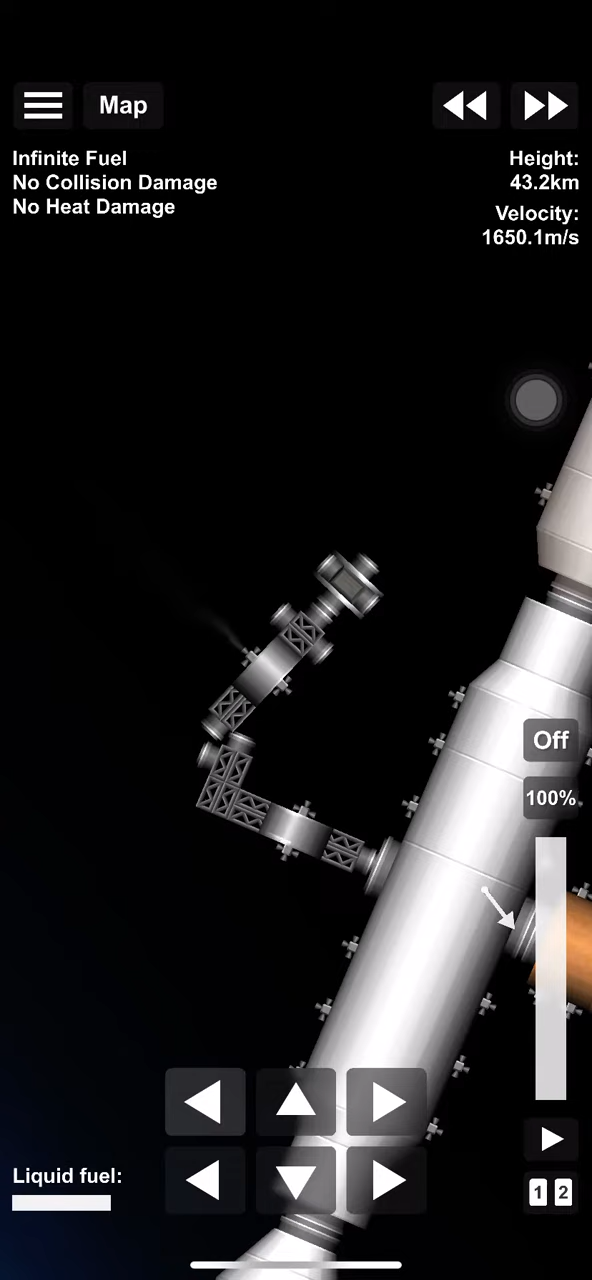 Map
Infinite Fuel
No Collision Damage
No Heat Damage
Height:
43.2km
Velocity:
1650.1m/s
Off
100%
Liquid fuel:
1 2